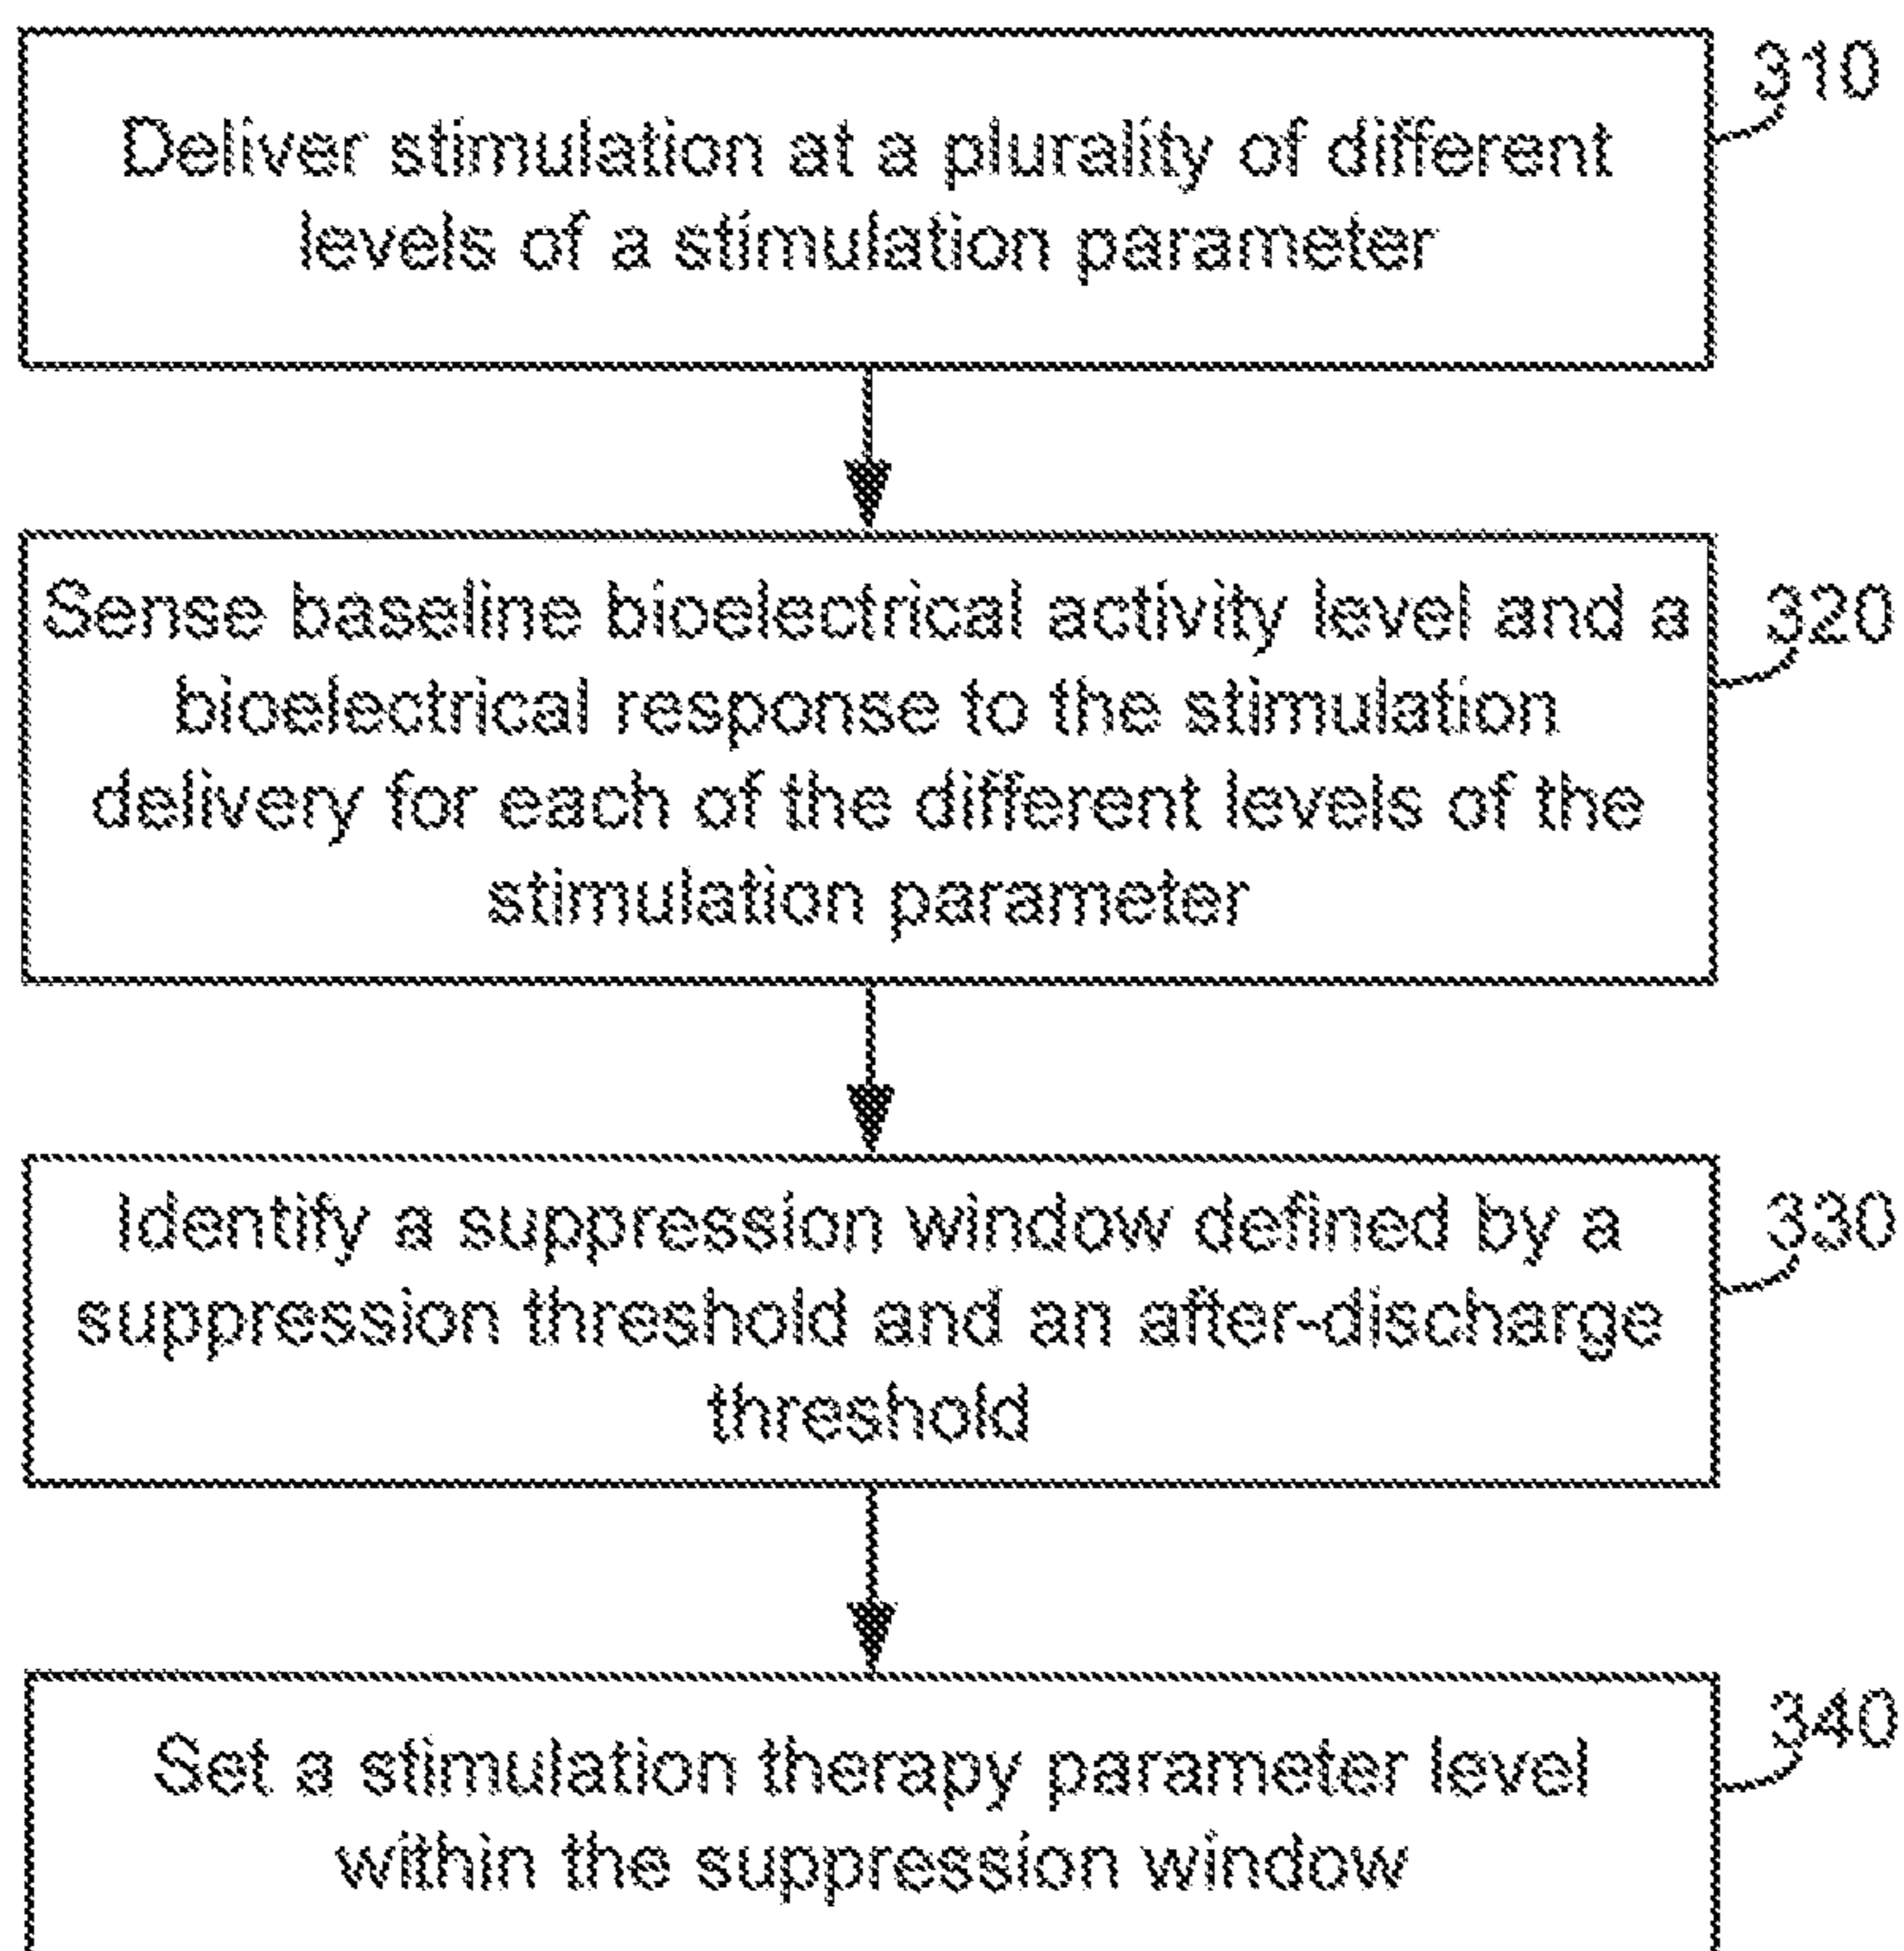 310
Deliver stimulation at a plurality of different
levels of a stimulation parameter
320
Sense baseline bioelectrical activity level and a
bioelectrical response to the stimulation
delivery for each of the different levels of the
stimulation parameter
330
Identify a suppression window defined by a
suppression threshold and an after-discharge
threshold
340
Set a stimulation therapy parameter level
within the suppression window